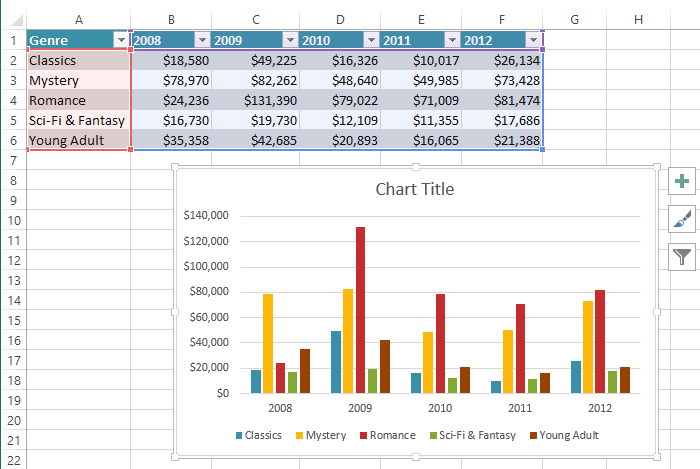 A B C D E F G H
1 Genre 2008 2009 2010 2011 2012
2 Classics $18,580 $49,225 $16,326 $10,017 $26,134
3 Mystery $78,970 $82,262 $48,640 $49,985 $73,428
4 Romance $24,236 $131,390 $79,022 $71,009 $81,474
5 Sci-Fi & Fantasy $16,730 $19,730 $12,109 $11,355 $17,686
6 Young Adult $35,358 $42,685 $20,893 $16,065 $21,388
7
8
9
10
11
12
13
14
15
16
17
18
19
20
21
22
Chart Title
$140,000
$120,000
$100,000
$80,000
$60,000
$40,000
$20,000
$0
2008 2009 2010 2011 2012
Classics Mystery Romance Sci-Fi & Fantasy Young Adult